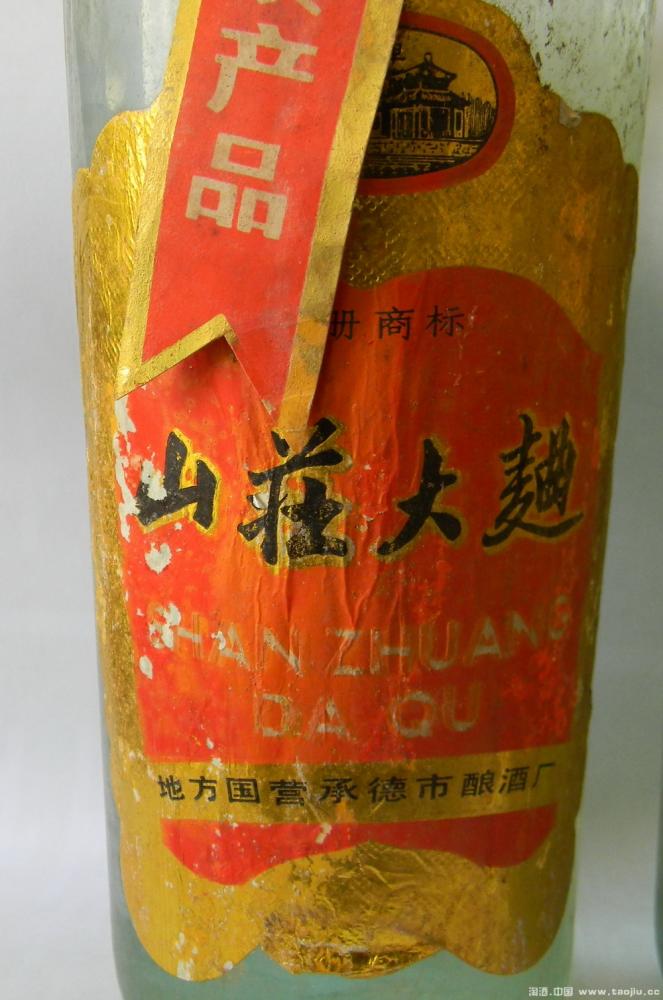 产
品
册商标
山莊大麯
SHAN ZHUANG
DA QU
地方国营承德市酿酒厂
淘酒.中国 www.taojiu.cc